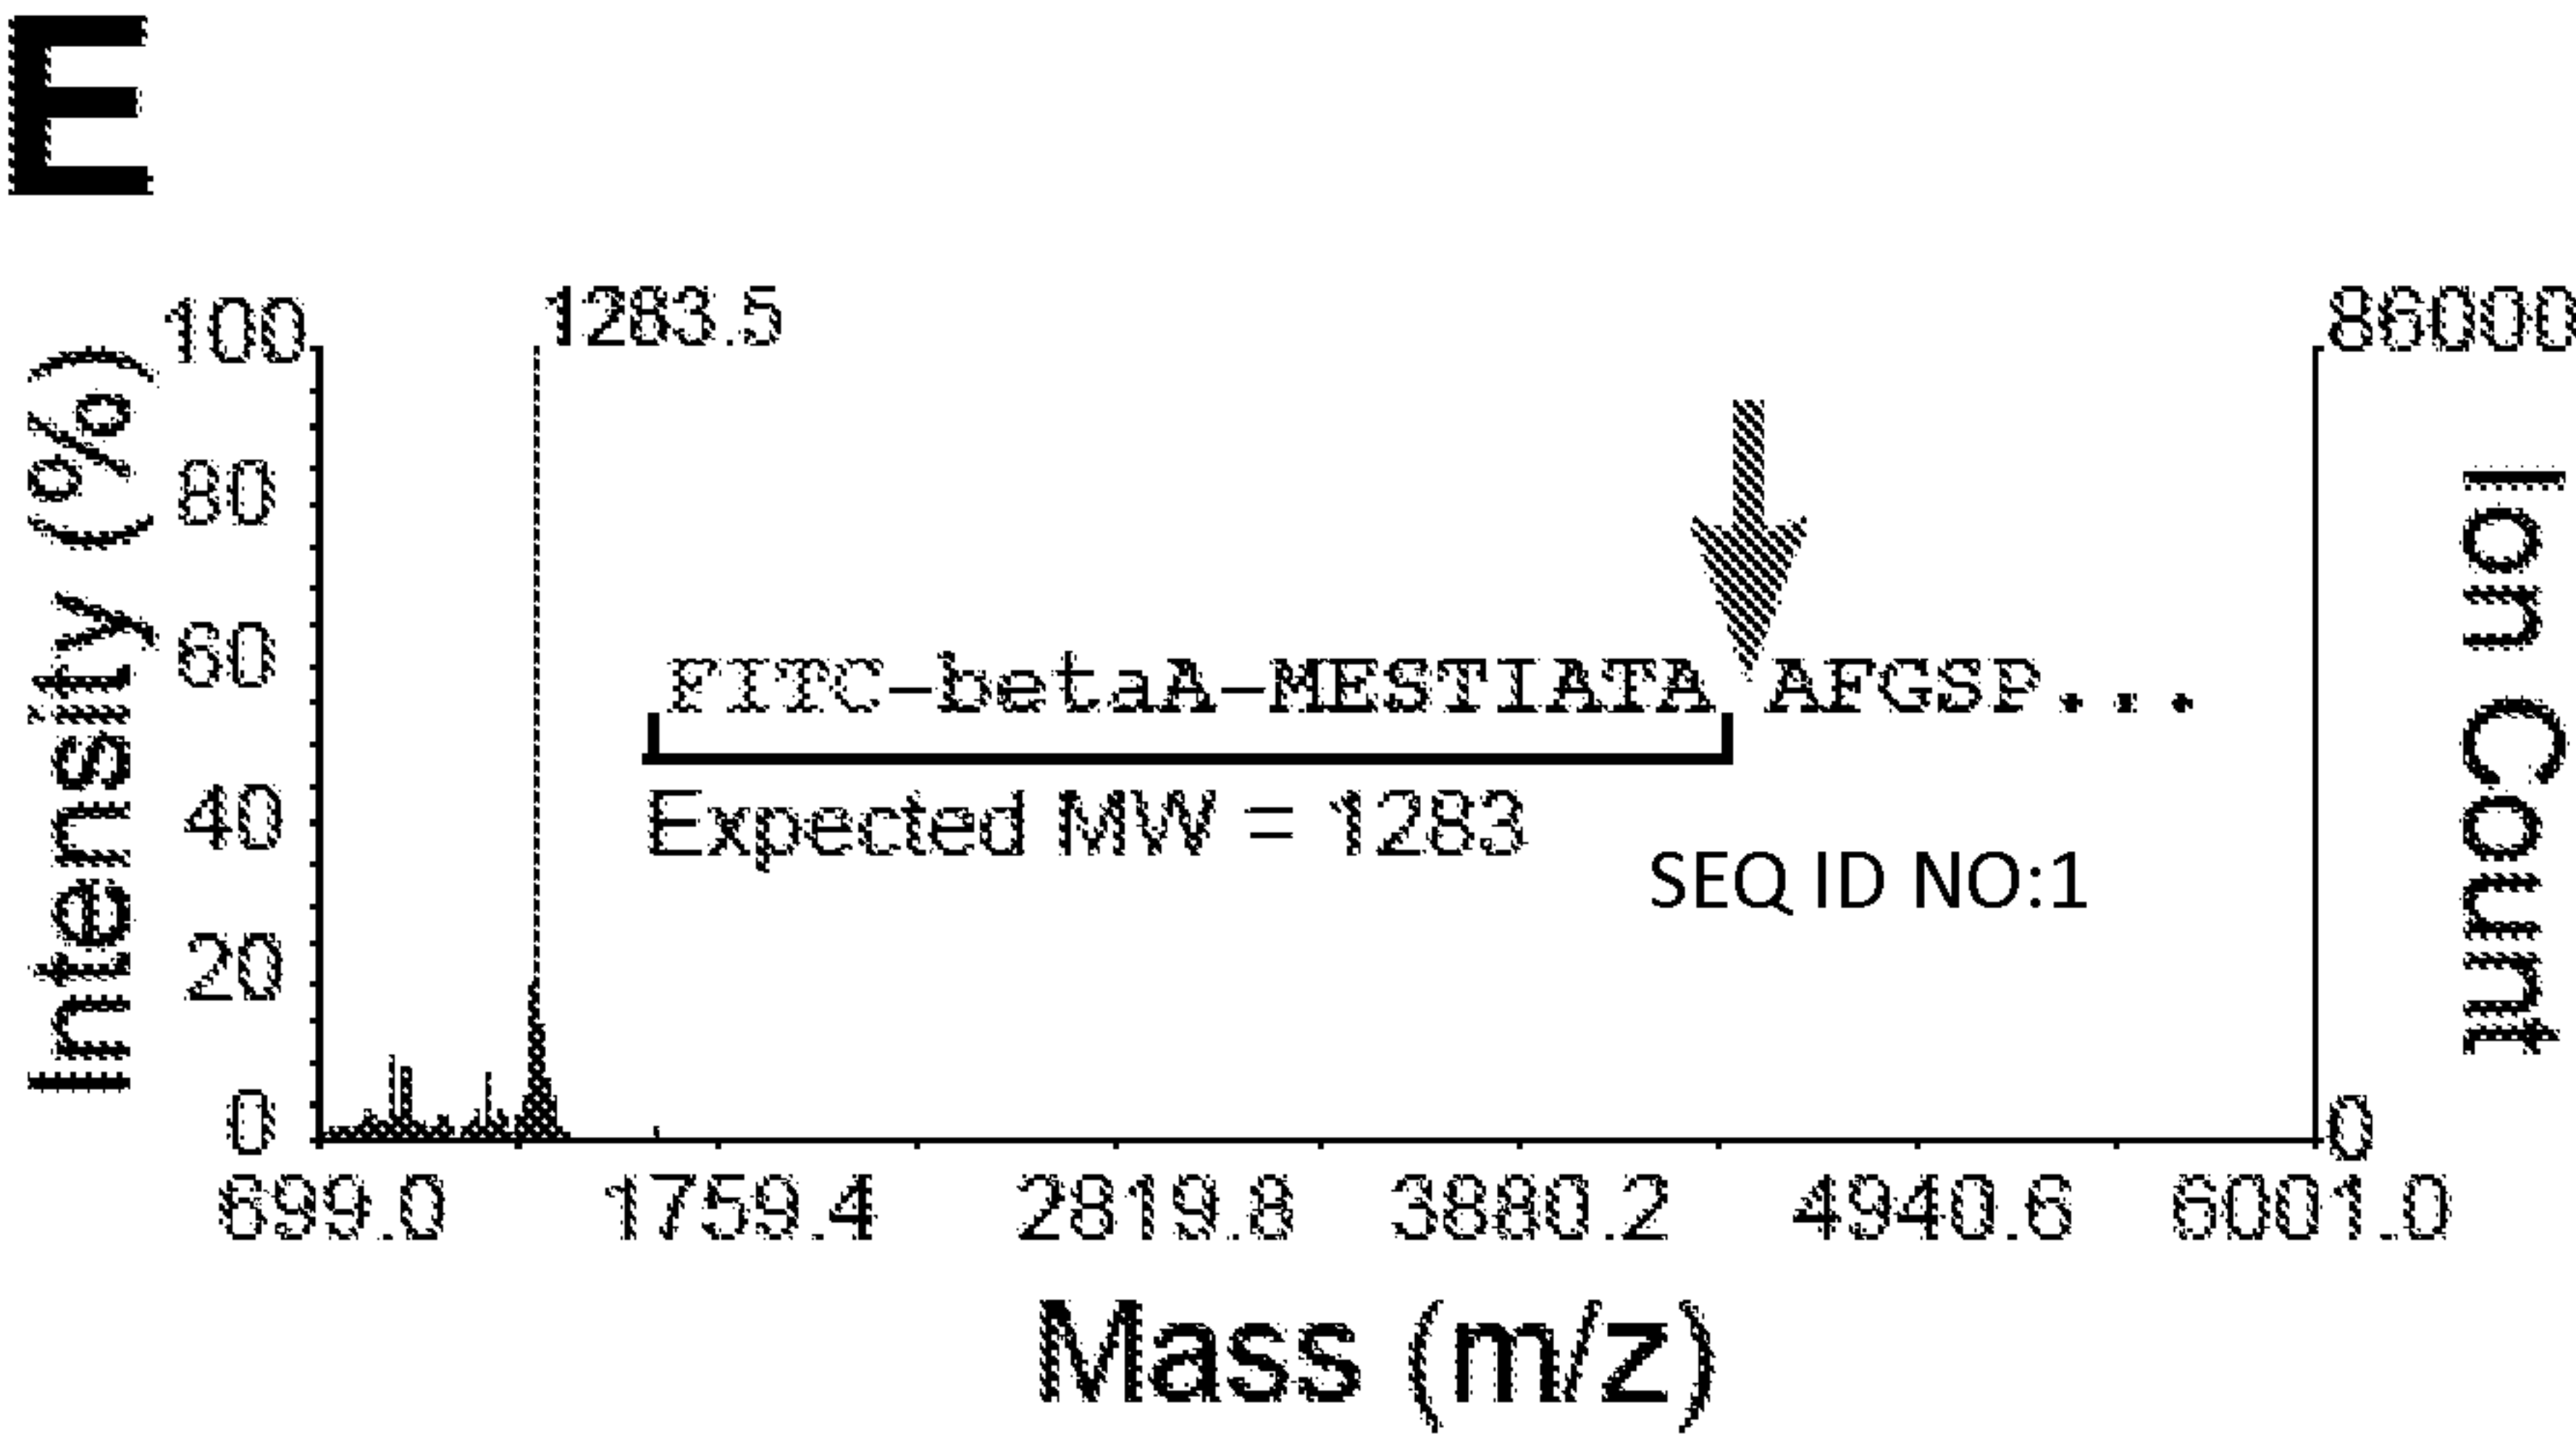 E
1283.5
100
80
60
40
20
0
Intensity (%)
86000
0
Ion Count
FITC-betaA-MESTIATA AFGSP...
Expected MW = 1283
SEQ ID NO:1
699.0 1759.4 2819.8 3880.2 4940.6 6001.0
Mass (m/z)